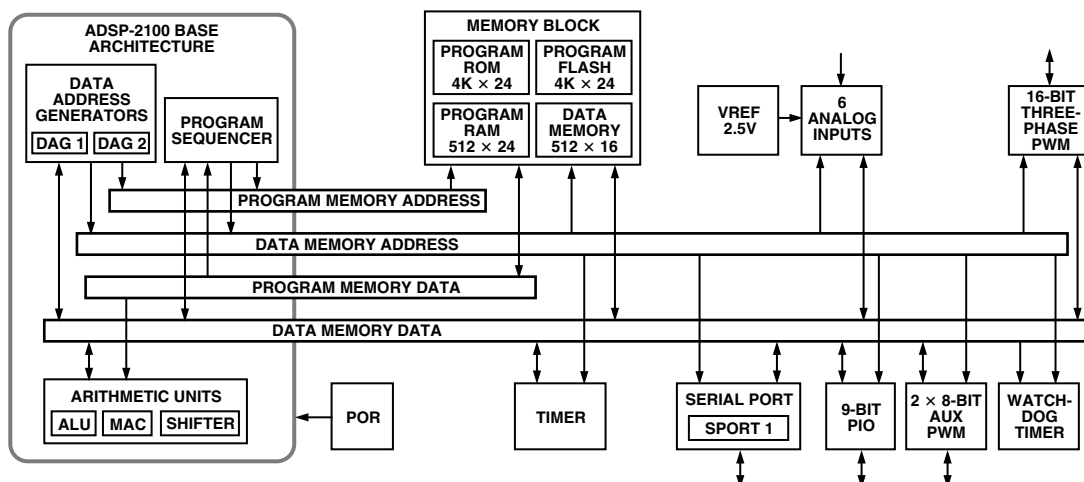 ADSP-2100 BASE
ARCHITECTURE
DATA
ADDRESS
GENERATORS
DAG 1
DAG 2
PROGRAM
SEQUENCER
MEMORY BLOCK
PROGRAM
ROM
4K × 24
PROGRAM
FLASH
4K × 24
PROGRAM
RAM
512 × 24
DATA
MEMORY
512 × 16
VREF
2.5V
6
ANALOG
INPUTS
16-BIT
THREE-
PHASE
PWM
PROGRAM MEMORY ADDRESS
DATA MEMORY ADDRESS
PROGRAM MEMORY DATA
DATA MEMORY DATA
ARITHMETIC UNITS
ALU
MAC
SHIFTER
POR
TIMER
SERIAL PORT
SPORT 1
9-BIT
PIO
2 × 8-BIT
AUX
PWM
WATCH-
DOG
TIMER